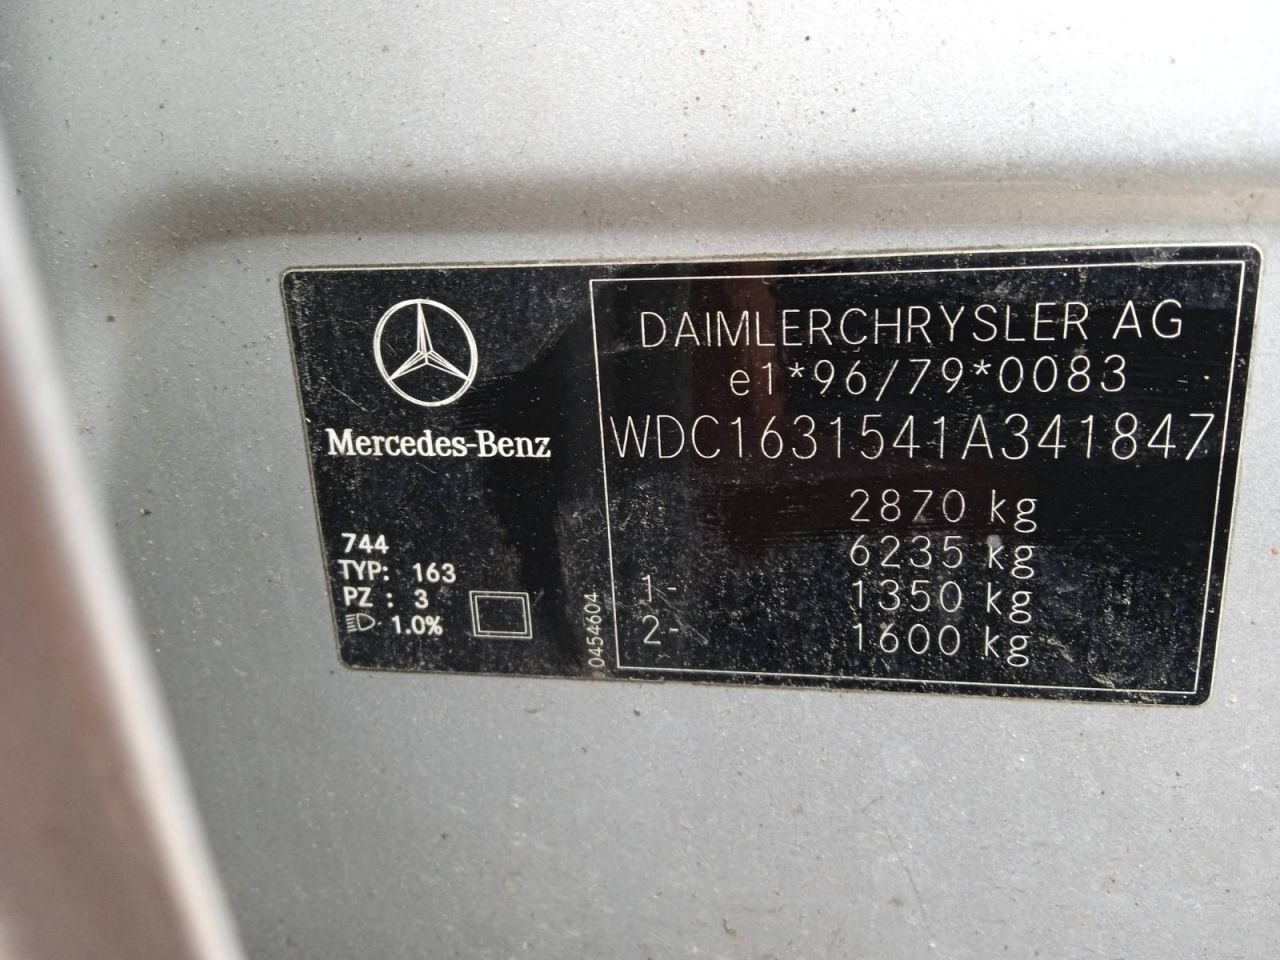 Mercedes-Benz
744
TYP: 163
PZ : 3
1.0%
0454604
DAIMLERCHRYSLER AG
e1*96/79*0083
WDC1631541A341847
2870 kg
6235 kg
1- 1350 kg
2- 1600 kg